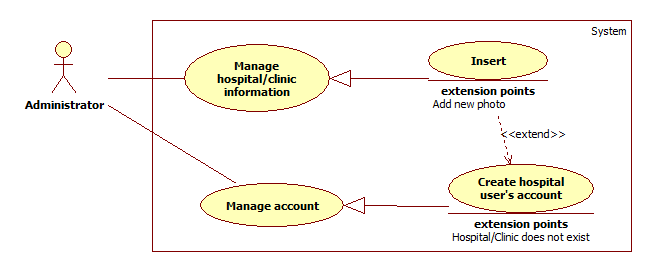 System
Manage
hospital/clinic
information
Insert
extension points
Add new photo
Administrator
<<extend>>
Manage account
Create hospital
user's account
extension points
Hospital/Clinic does not exist